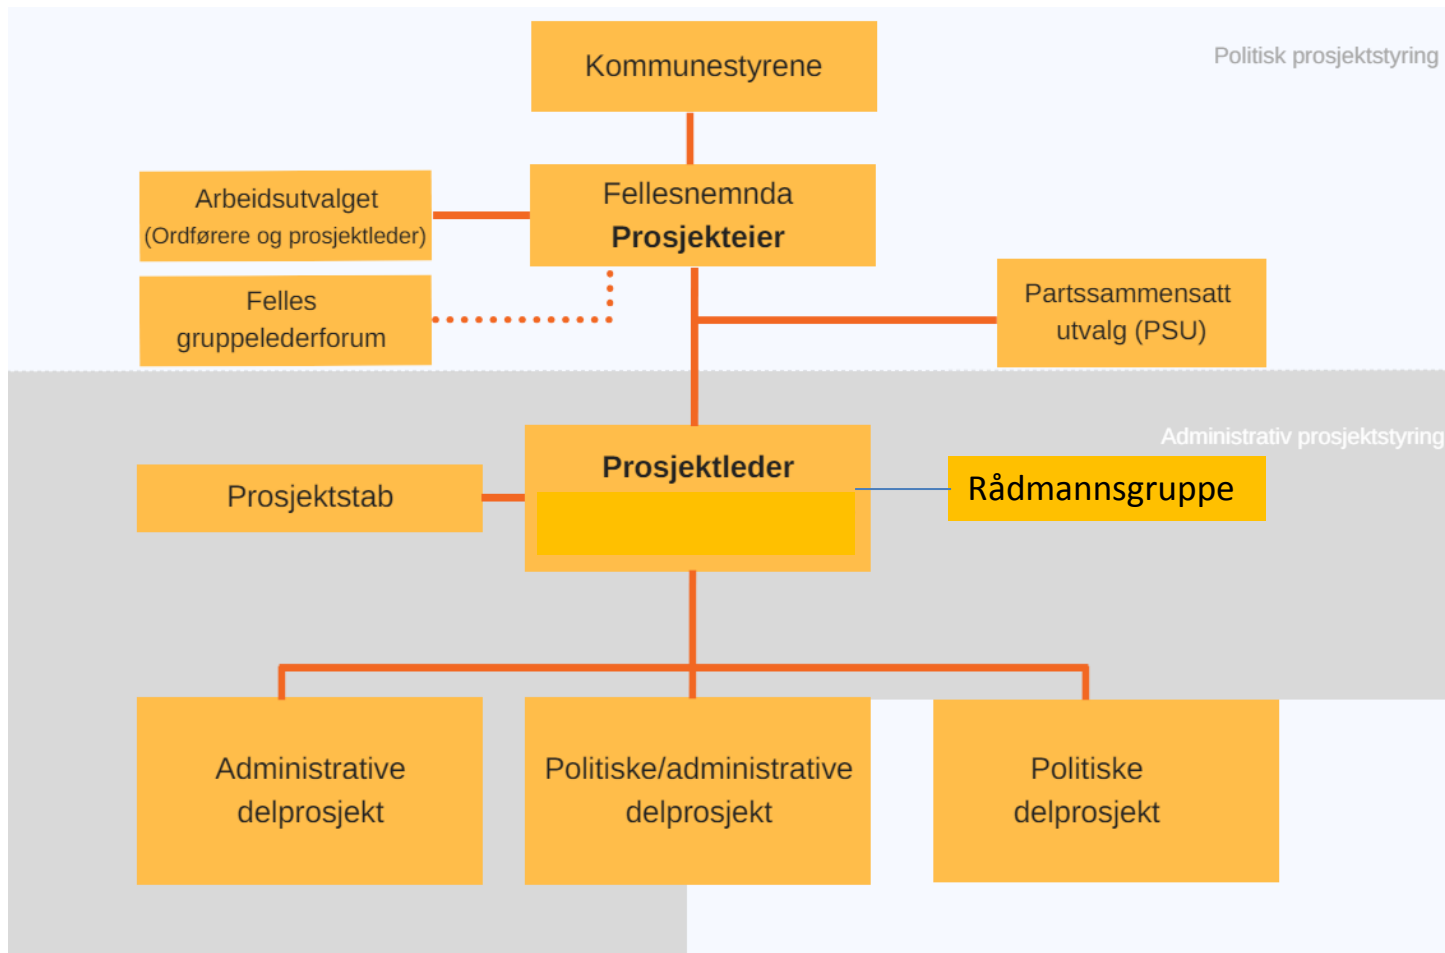 Kommunestyrene
Politisk prosjektstyring
Arbeidsutvalget
(Ordførere og prosjektleder)
Fellesnemnda
Prosjekteier
Felles
gruppelederforum
Partssammensatt
utvalg (PSU)
Administrativ prosjektstyring
Prosjektstab
Prosjektleder
Rådmannsgruppe
Administrative
delprosjekt
Politiske/administrative
delprosjekt
Politiske
delprosjekt